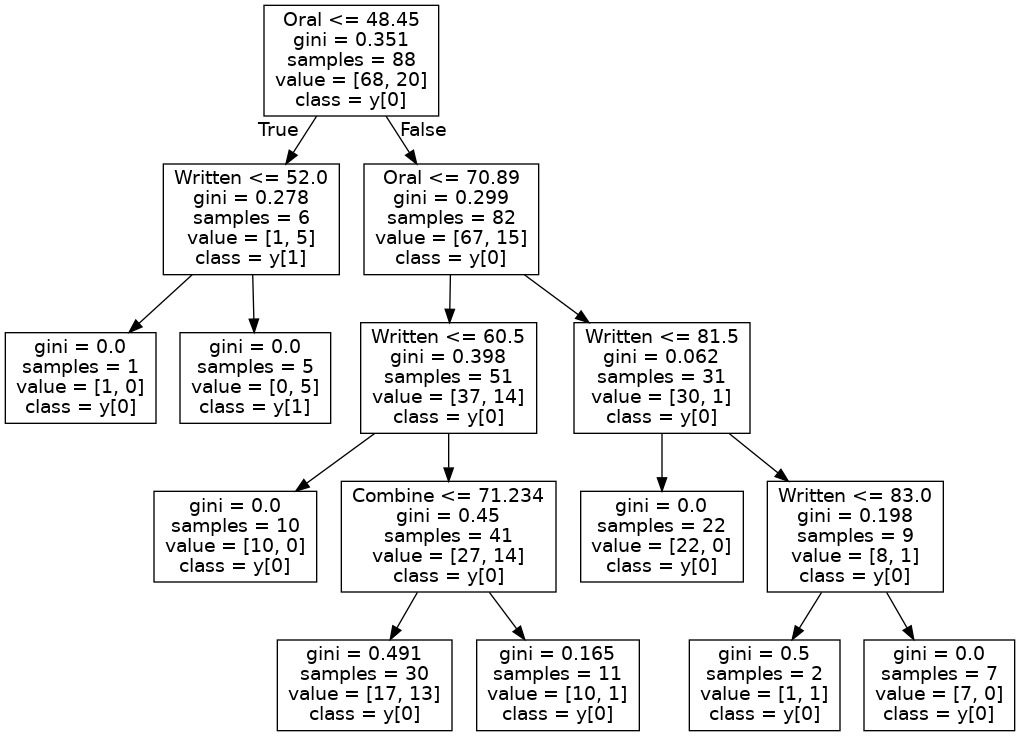 Oral <= 48.45
gini = 0.351
samples = 88
value = [68, 20]
class = y[0]
True
False
Written <= 52.0
gini = 0.278
samples = 6
value = [1, 5]
class = y[1]
Oral <= 70.89
gini = 0.299
samples = 82
value = [67, 15]
class = y[0]
gini = 0.0
samples = 1
value = [1, 0]
class = y[0]
gini = 0.0
samples = 5
value = [0, 5]
class = y[1]
Written <= 60.5
gini = 0.398
samples = 51
value = [37, 14]
class = y[0]
Written <= 81.5
gini = 0.062
samples = 31
value = [30, 1]
class = y[0]
gini = 0.0
samples = 10
value = [10, 0]
class = y[0]
Combine <= 71.234
gini = 0.45
samples = 41
value = [27, 14]
class = y[0]
gini = 0.0
samples = 22
value = [22, 0]
class = y[0]
Written <= 83.0
gini = 0.198
samples = 9
value = [8, 1]
class = y[0]
gini = 0.491
samples = 30
value = [17, 13]
class = y[0]
gini = 0.165
samples = 11
value = [10, 1]
class = y[0]
gini = 0.5
samples = 2
value = [1, 1]
class = y[0]
gini = 0.0
samples = 7
value = [7, 0]
class = y[0]